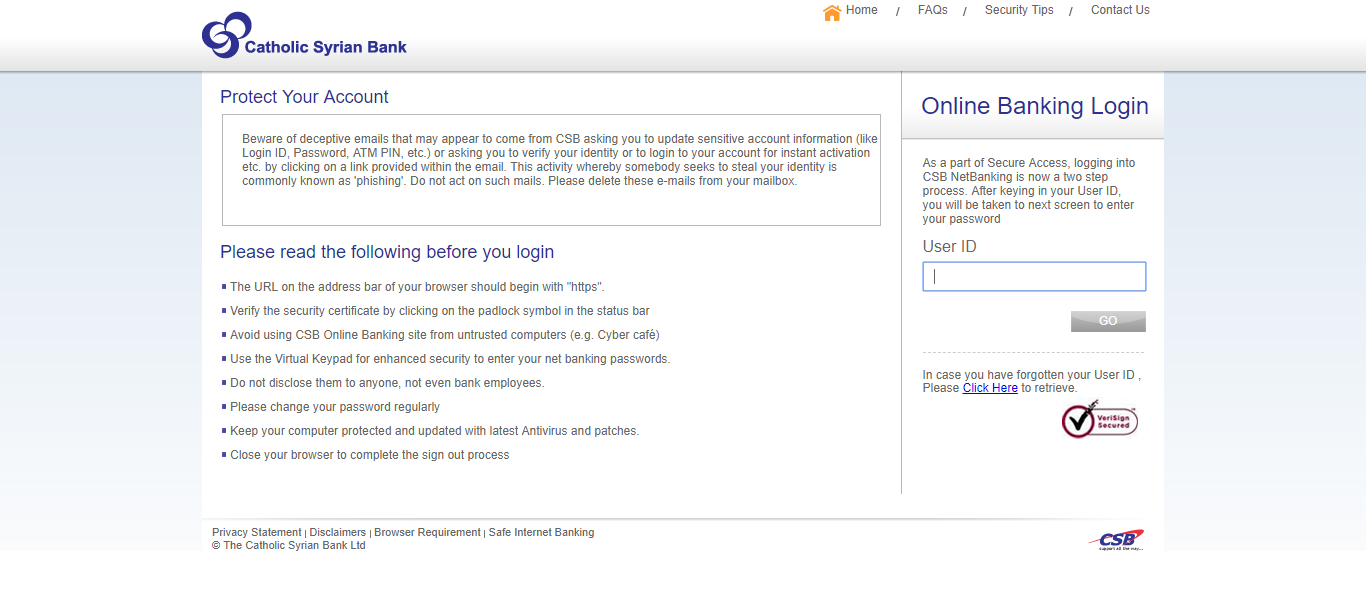 Home / FAQs / Security Tips / Contact Us
Catholic Syrian Bank
Protect Your Account
Beware of deceptive emails that may appear to come from CSB asking you to update sensitive account information (like
Login ID, Password, ATM PIN, etc.) or asking you to verify your identity or to login to your account for instant activation
etc. by clicking on a link provided within the email. This activity whereby somebody seeks to steal your identity is
commonly known as 'phishing'. Do not act on such mails. Please delete these e-mails from your mailbox.
Please read the following before you login
The URL on the address bar of your browser should begin with "https".
Verify the security certificate by clicking on the padlock symbol in the status bar
Avoid using CSB Online Banking site from untrusted computers (e.g. Cyber café)
Use the Virtual Keypad for enhanced security to enter your net banking passwords.
Do not disclose them to anyone, not even bank employees.
Please change your password regularly
Keep your computer protected and updated with latest Antivirus and patches.
Close your browser to complete the sign out process
Online Banking Login
As a part of Secure Access, logging into
CSB NetBanking is now a two step
process. After keying in your User ID,
you will be taken to next screen to enter
your password
User ID
GO
In case you have forgotten your User ID ,
Please Click Here to retrieve.
VeriSign
Secured
Privacy Statement | Disclaimers | Browser Requirement | Safe Internet Banking
© The Catholic Syrian Bank Ltd
CSB
support all the way...